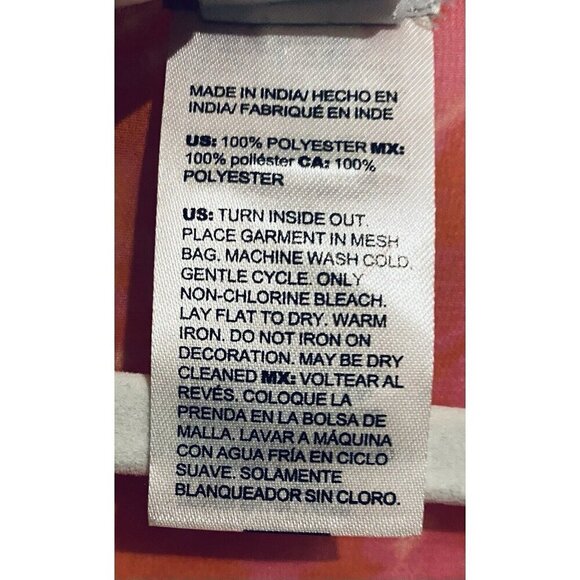 MADE IN INDIA/ HECHO EN
INDIA/ FABRIQUÉ EN INDE
US: 100% POLYESTER MX:
100% poliéster CA: 100%
POLYESTER
US: TURN INSIDE OUT.
PLACE GARMENT IN MESH
BAG. MACHINE WASH COLD,
GENTLE CYCLE. ONLY
NON-CHLORINE BLEACH.
LAY FLAT TO DRY. WARM
IRON. DO NOT IRON ON
DECORATION. MAY BE DRY
CLEANED MX: VOLTEAR AL
REVÉS. COLOQUE LA
PRENDA EN LA BOLSA DE
MALLA. LAVAR A MÁQUINA
CON AGUA FRÍA EN CICLO
SUAVE. SOLAMENTE
BLANQUEADOR SIN CLORO.